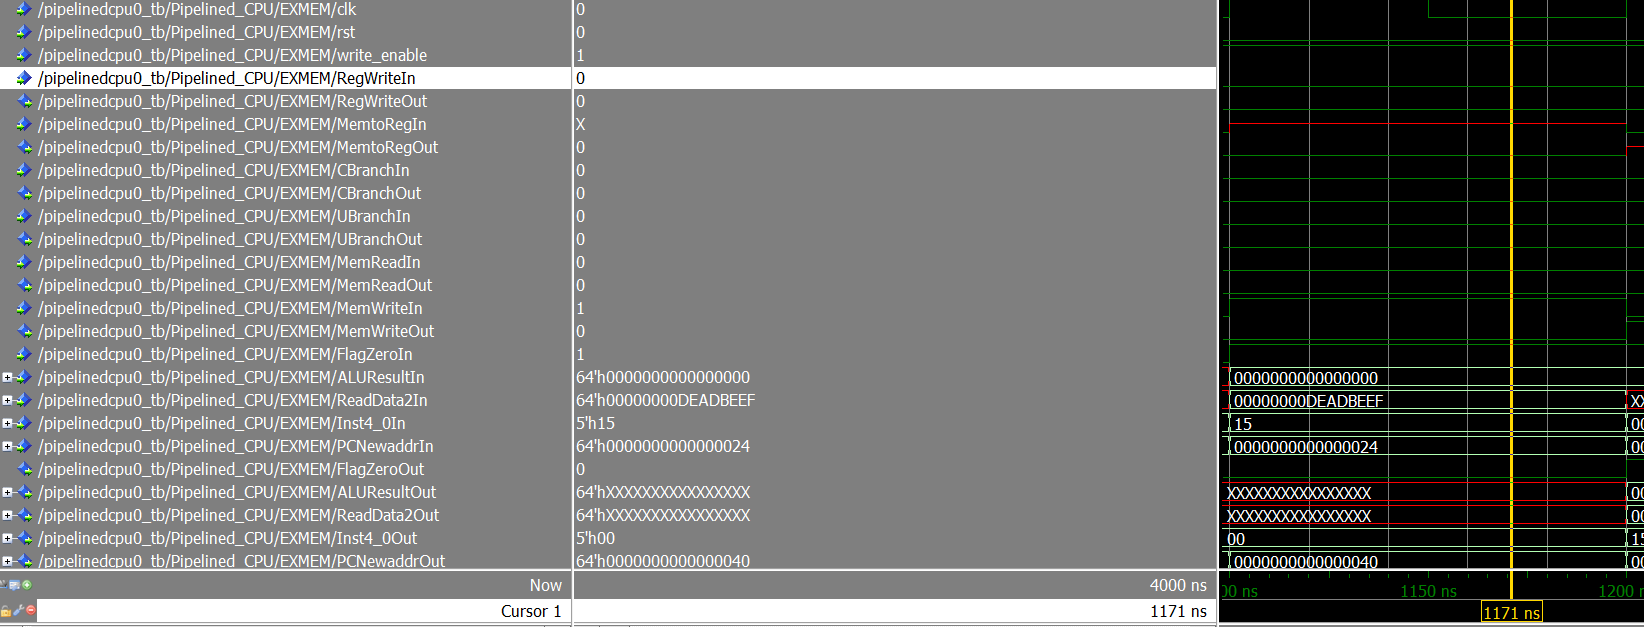 /pipelinedcpu0_tb/Pipelined_CPU/EXMEM/clk 0
/pipelinedcpu0_tb/Pipelined_CPU/EXMEM/rst 0
/pipelinedcpu0_tb/Pipelined_CPU/EXMEM/write_enable 1
/pipelinedcpu0_tb/Pipelined_CPU/EXMEM/RegWriteIn 0
/pipelinedcpu0_tb/Pipelined_CPU/EXMEM/RegWriteOut 0
/pipelinedcpu0_tb/Pipelined_CPU/EXMEM/MemtoRegIn X
/pipelinedcpu0_tb/Pipelined_CPU/EXMEM/MemtoRegOut 0
/pipelinedcpu0_tb/Pipelined_CPU/EXMEM/CBranchIn 0
/pipelinedcpu0_tb/Pipelined_CPU/EXMEM/CBranchOut 0
/pipelinedcpu0_tb/Pipelined_CPU/EXMEM/UBranchIn 0
/pipelinedcpu0_tb/Pipelined_CPU/EXMEM/UBranchOut 0
/pipelinedcpu0_tb/Pipelined_CPU/EXMEM/MemReadIn 0
/pipelinedcpu0_tb/Pipelined_CPU/EXMEM/MemReadOut 0
/pipelinedcpu0_tb/Pipelined_CPU/EXMEM/MemWriteIn 1
/pipelinedcpu0_tb/Pipelined_CPU/EXMEM/MemWriteOut 0
/pipelinedcpu0_tb/Pipelined_CPU/EXMEM/FlagZeroIn 1
/pipelinedcpu0_tb/Pipelined_CPU/EXMEM/ALUResultIn 64'h0000000000000000 0000000000000000
/pipelinedcpu0_tb/Pipelined_CPU/EXMEM/ReadData2In 64'h00000000DEADBEEF 00000000DEADBEEF XX
/pipelinedcpu0_tb/Pipelined_CPU/EXMEM/Inst4_0In 5'h15 15 00
/pipelinedcpu0_tb/Pipelined_CPU/EXMEM/PCNewaddrIn 64'h0000000000000024 0000000000000024 00
/pipelinedcpu0_tb/Pipelined_CPU/EXMEM/FlagZeroOut 0
/pipelinedcpu0_tb/Pipelined_CPU/EXMEM/ALUResultOut 64'hXXXXXXXXXXXXXXXX XXXXXXXXXXXXXXXX 00
/pipelinedcpu0_tb/Pipelined_CPU/EXMEM/ReadData2Out 64'hXXXXXXXXXXXXXXXX XXXXXXXXXXXXXXXX 00
/pipelinedcpu0_tb/Pipelined_CPU/EXMEM/Inst4_0Out 5'h00 00 15
/pipelinedcpu0_tb/Pipelined_CPU/EXMEM/PCNewaddrOut 64'h0000000000000040 0000000000000040 00
Now 4000 ns 00 ns 1150 ns 1200 n
Cursor 1 1171 ns 1171 ns